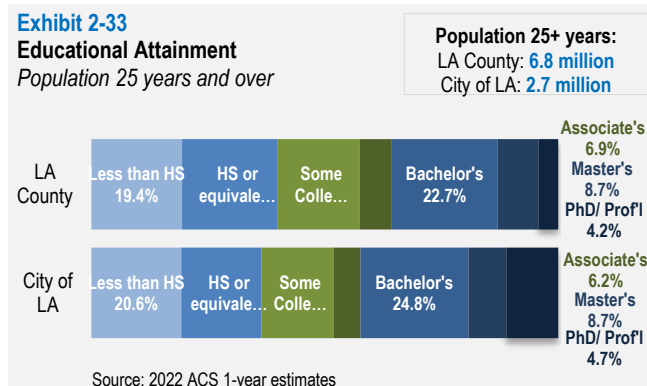 Exhibit 2-33
Educational Attainment
Population 25 years and over
Population 25+ years:
LA County: 6.8 million
City of LA: 2.7 million
LA
County
Less than HS
19.4%
HS or
equivale…
Some
Colle…
Bachelor's
22.7%
Associate's
6.9%
Master's
8.7%
PhD/ Prof'l
4.2%
City of
LA
Less than HS
20.6%
HS or
equivale…
Some
Colle…
Bachelor's
24.8%
Associate's
6.2%
Master's
8.7%
PhD/ Prof'l
4.7%
Source: 2022 ACS 1-year estimates